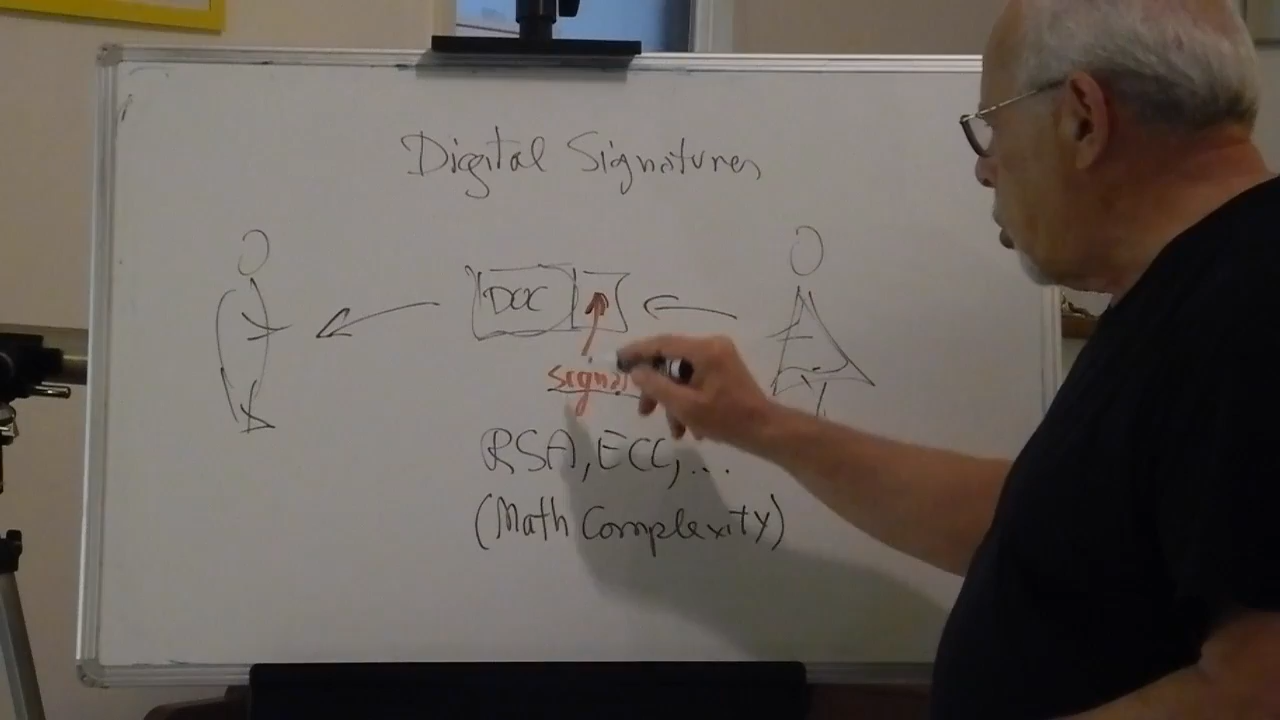 Digital Signatures
DOC
RSA, ECC, ...
(Math Complexity)